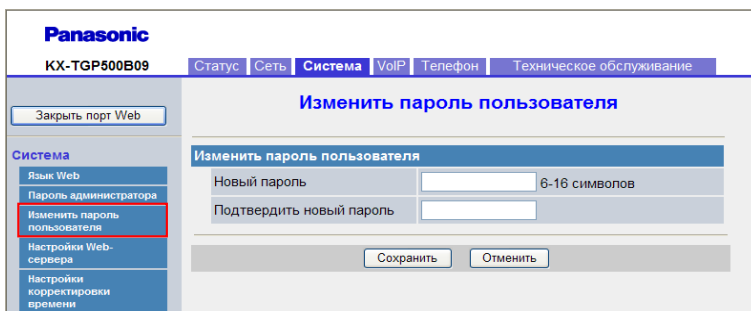 Panasonic
KX-TGP500B09
Статус Сеть Система VoIP Телефон Техническое обслуживание
Закрыть порт Web
Изменить пароль пользователя
Система
Язык Web
Пароль администратора
Изменить пароль
пользователя
Настройки Web-
сервера
Настройки
корректировки
времени
Изменить пароль пользователя
Новый пароль 6-16 символов
Подтвердить новый пароль
Сохранить Отменить